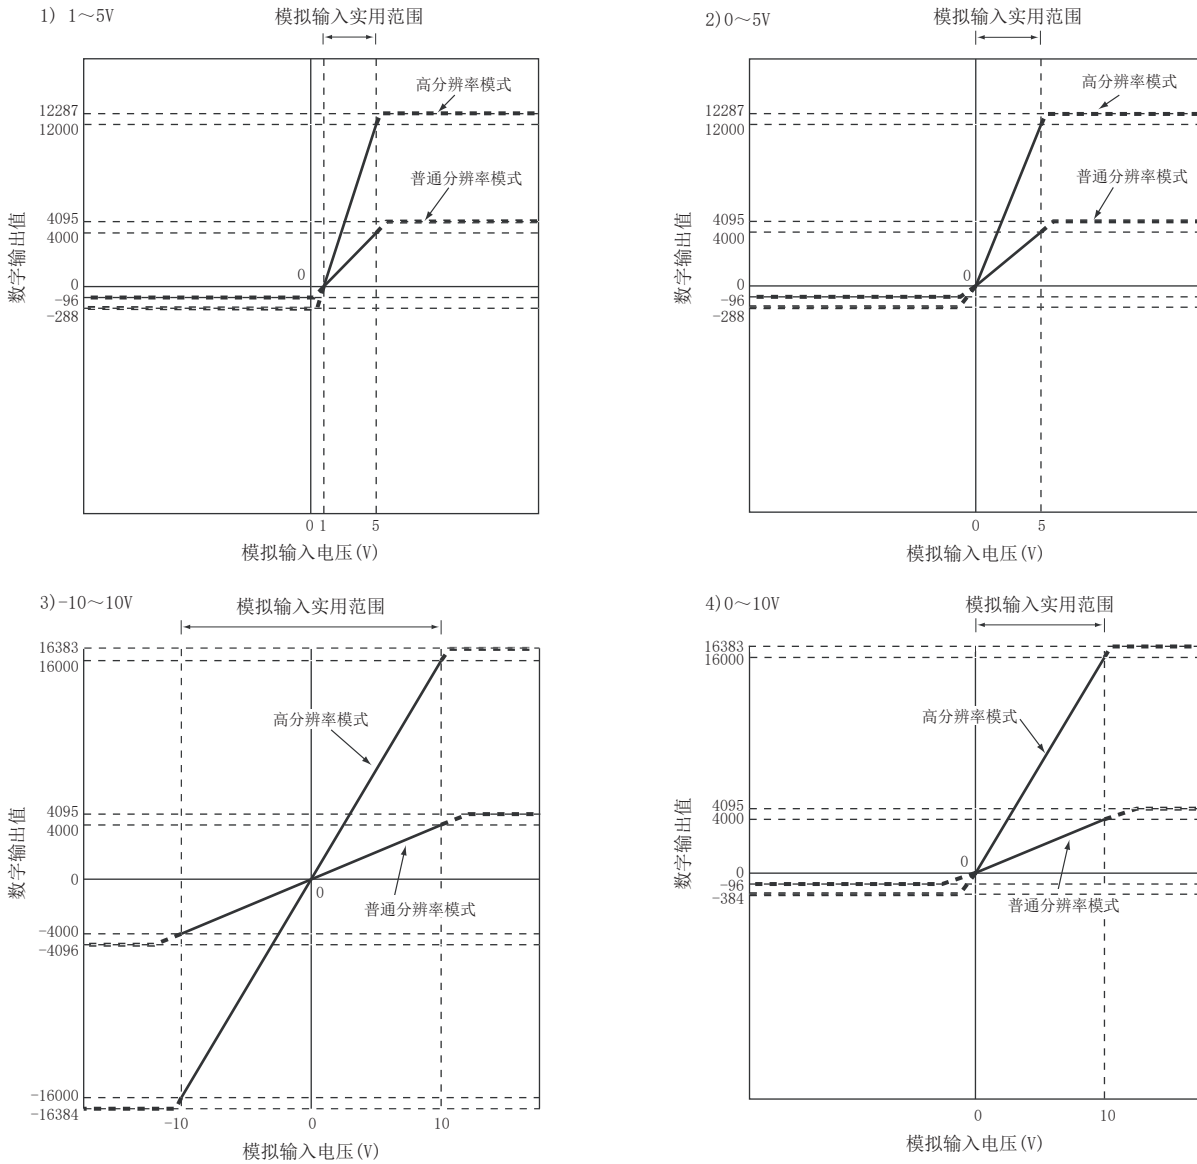 1) 1～5V
模拟输入实用范围
高分辨率模式
12287
12000
普通分辨率模式
4095
4000
0
0
-96
-288
数字输出值
0 1 5
模拟输入电压(V)
2)0～5V
模拟输入实用范围
高分辨率模式
12287
12000
普通分辨率模式
4095
4000
0
0
-96
-288
数字输出值
0 5
模拟输入电压(V)
3)-10～10V
模拟输入实用范围
16383
16000
高分辨率模式
4095
4000
0
0
普通分辨率模式
-4000
-4096
-16000
-16384
数字输出值
-10 0 10
模拟输入电压(V)
4)0～10V
模拟输入实用范围
16383
16000
高分辨率模式
4095
4000
0
0
-96
-384
普通分辨率模式
数字输出值
0 10
模拟输入电压(V)